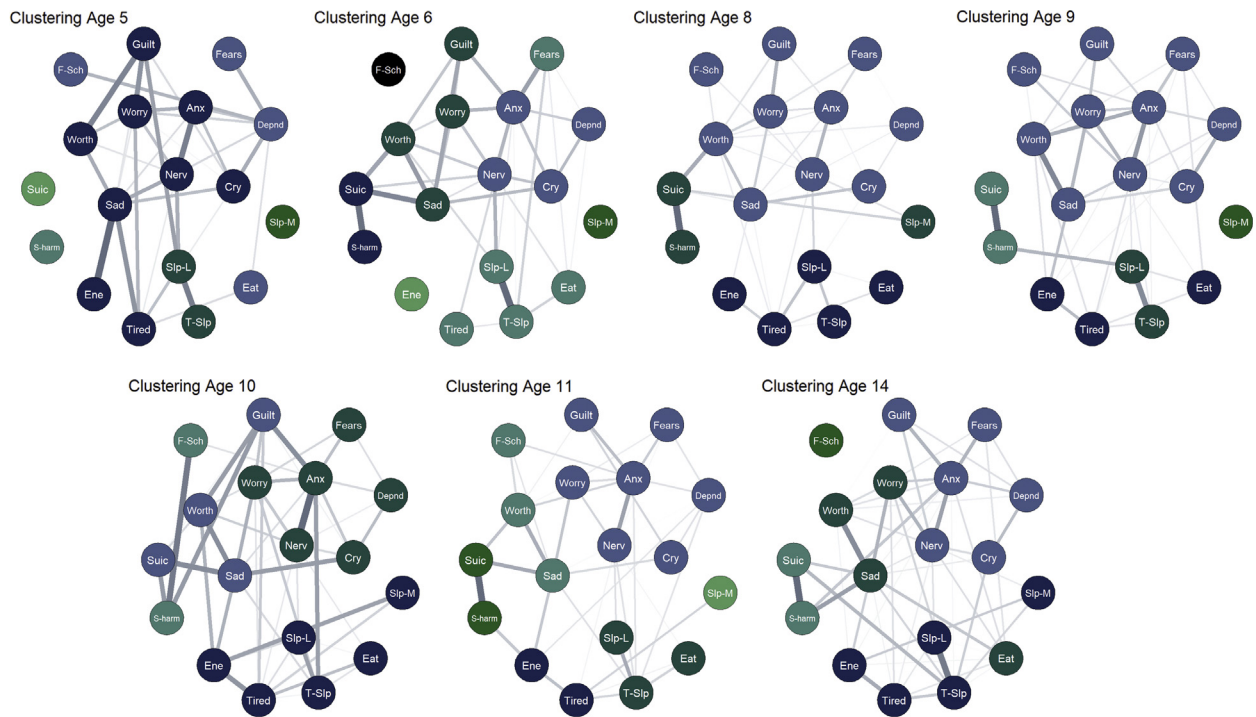 Clustering Age 5
Guilt
Fears
F-Sch
Worry
Anx
Depnd
Worth
Nerv
Cry
Suic
Sad
Slp-M
S-harm
Slp-L
Ene
Eat
Tired
T-Slp
Clustering Age 6
Guilt
Fears
F-Sch
Worry
Anx
Depnd
Worth
Nerv
Cry
Suic
Sad
Slp-M
S-harm
Slp-L
Ene
Eat
Tired
T-Slp
Clustering Age 8
Guilt
Fears
F-Sch
Worry
Anx
Depnd
Worth
Nerv
Cry
Suic
Sad
Slp-M
S-harm
Slp-L
Ene
Eat
Tired
T-Slp
Clustering Age 9
Guilt
Fears
F-Sch
Worry
Anx
Depnd
Worth
Nerv
Cry
Suic
Sad
Slp-M
S-harm
Slp-L
Ene
Eat
Tired
T-Slp
Clustering Age 10
Guilt
Fears
F-Sch
Worry
Anx
Depnd
Worth
Nerv
Cry
Suic
Sad
Slp-M
S-harm
Slp-L
Ene
Eat
Tired
T-Slp
Clustering Age 11
Guilt
Fears
F-Sch
Worry
Anx
Depnd
Worth
Nerv
Cry
Suic
Sad
Slp-M
S-harm
Slp-L
Ene
Eat
Tired
T-Slp
Clustering Age 14
Guilt
Fears
F-Sch
Worry
Anx
Depnd
Worth
Nerv
Cry
Suic
Sad
Slp-M
S-harm
Slp-L
Ene
Eat
Tired
T-Slp